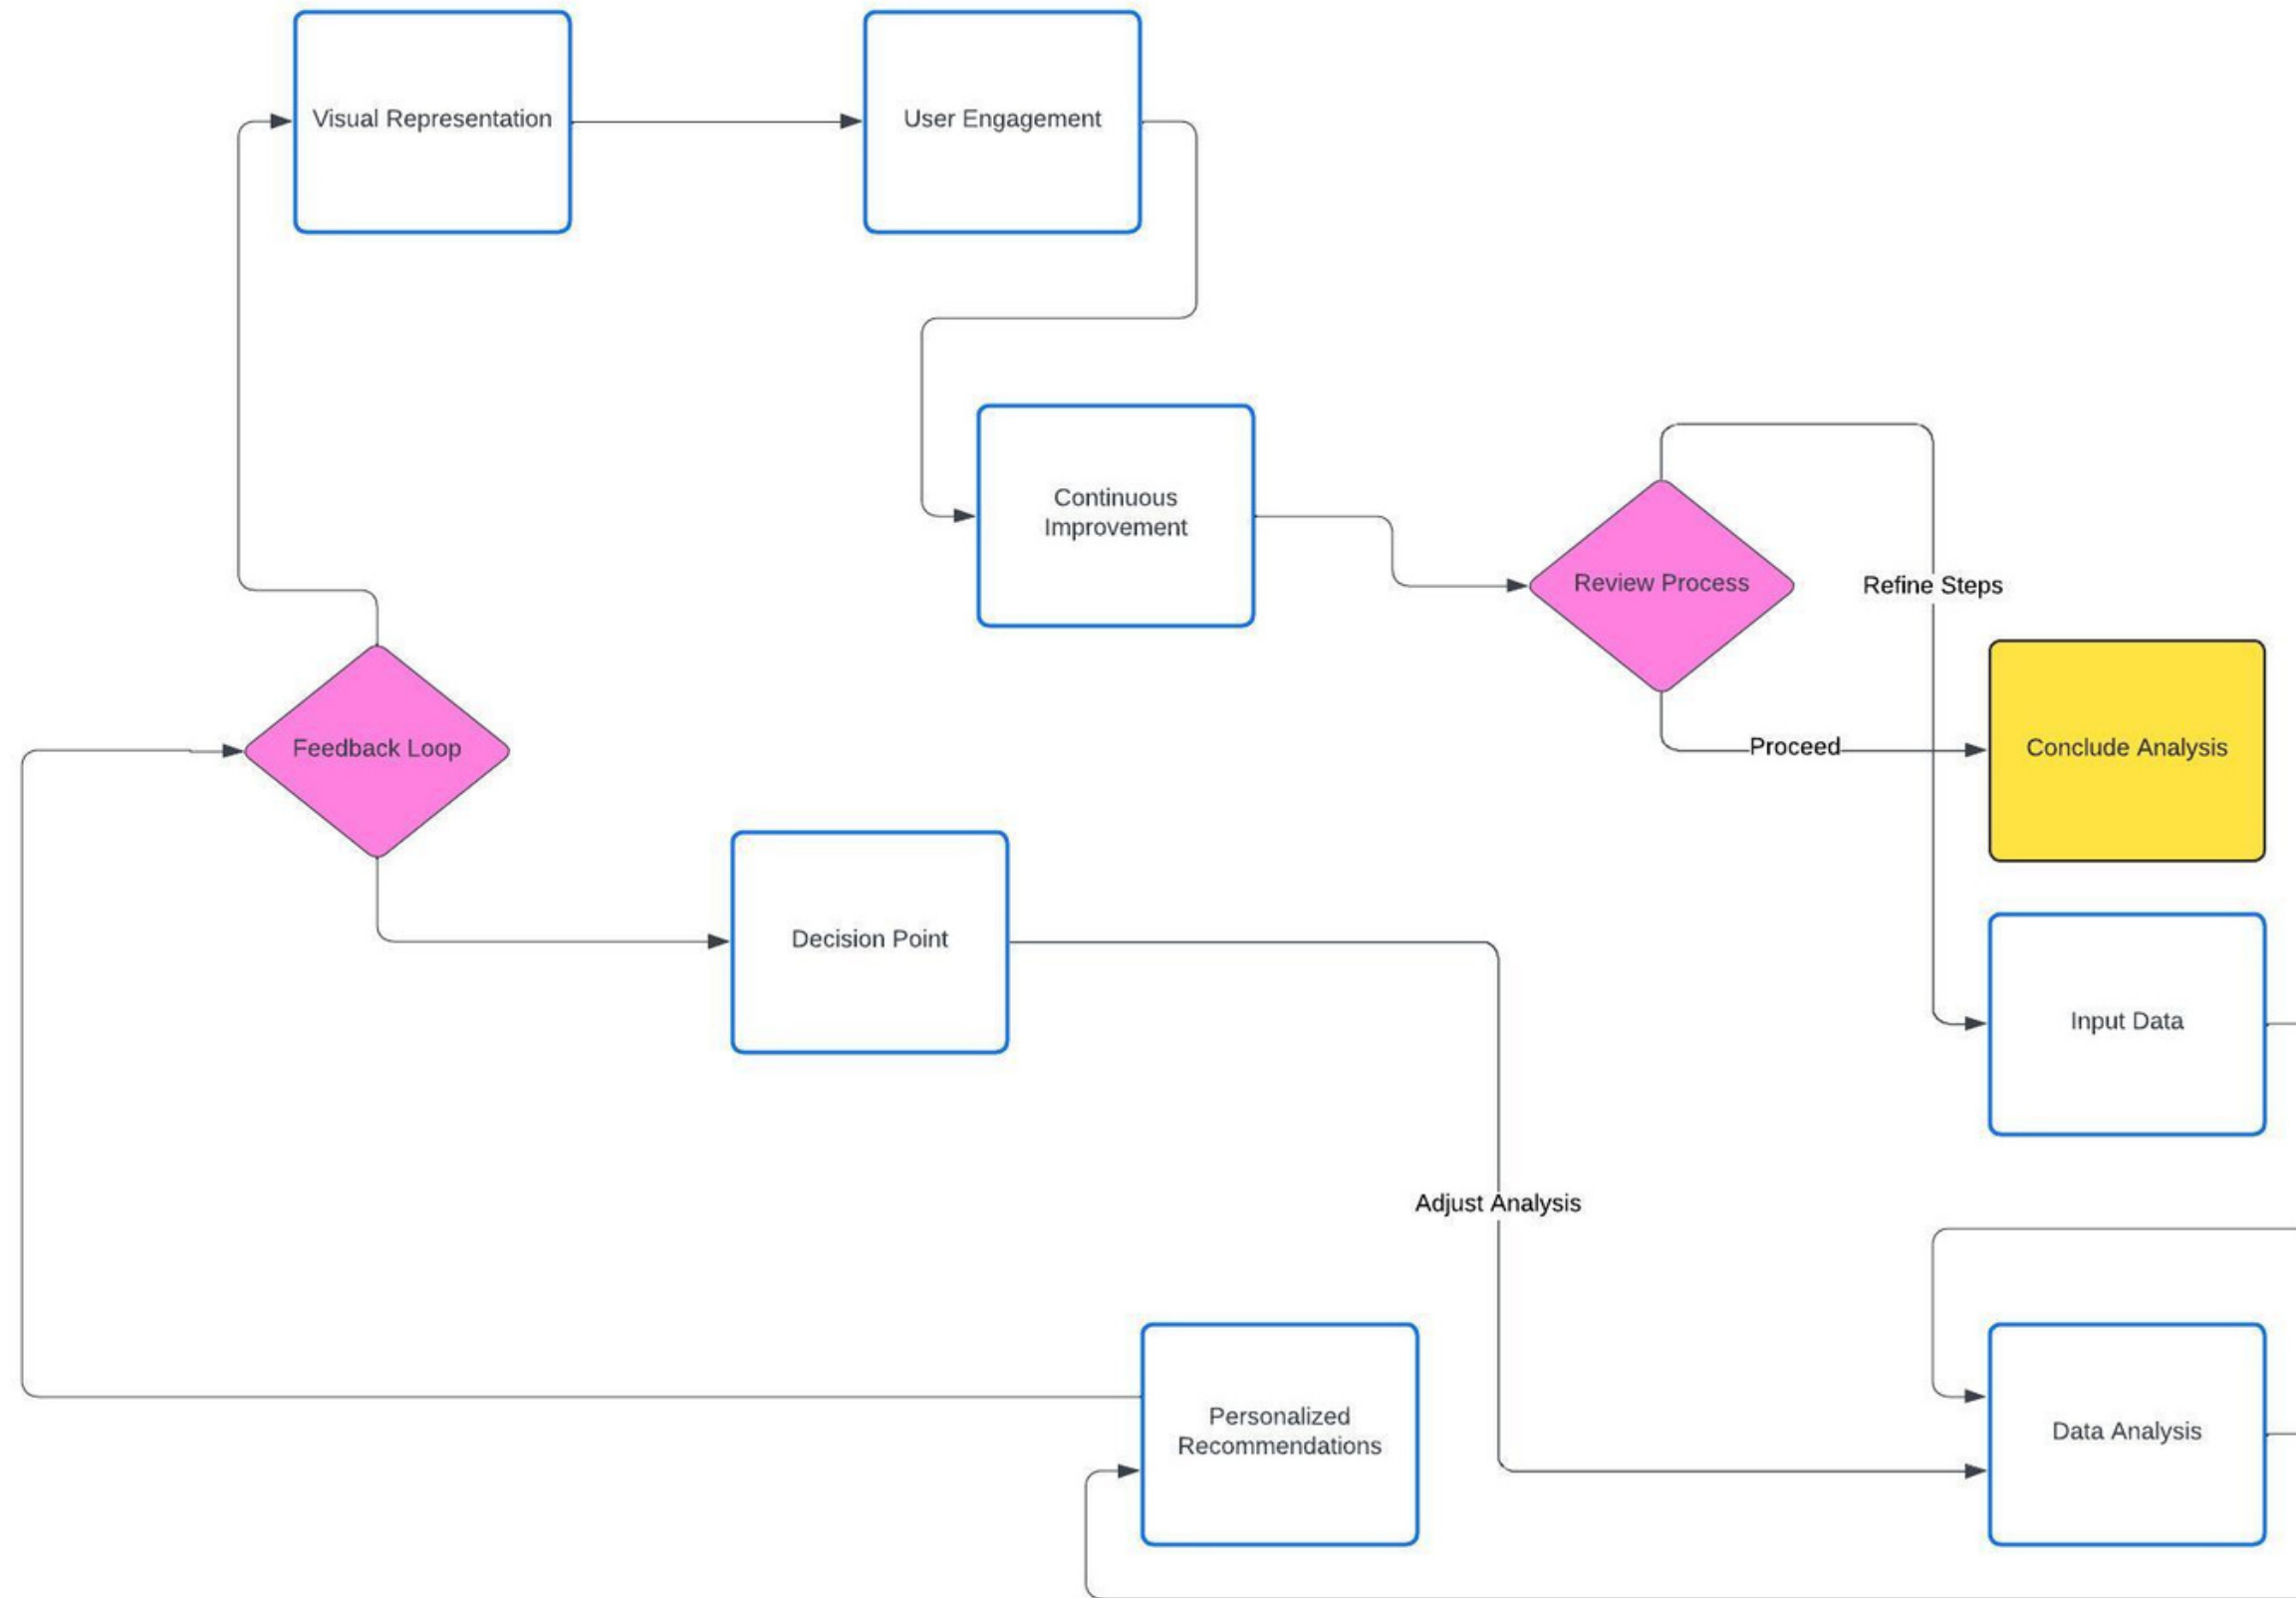 Visual Representation
User Engagement
Continuous
Improvement
Review Process
Refine Steps
Feedback Loop
Proceed
Conclude Analysis
Decision Point
Input Data
Adjust Analysis
Personalized
Recommendations
Data Analysis